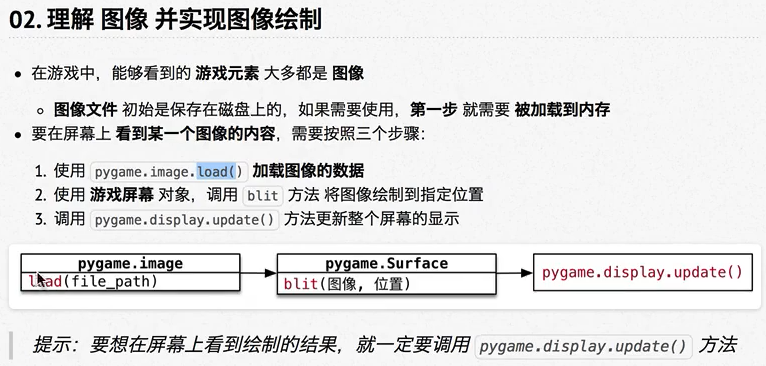 02. 理解 图像 并实现图像绘制
在游戏中，能够看到的 游戏元素 大多都是 图像
图像文件 初始是保存在磁盘上的，如果需要使用，第一步 就需要 被加载到内存
要在屏幕上 看到某一个图像的内容，需要按照三个步骤：
1. 使用 pygame.image.load() 加载图像的数据
2. 使用 游戏屏幕 对象，调用 blit 方法 将图像绘制到指定位置
3. 调用 pygame.display.update() 方法更新整个屏幕的显示
pygame.image
load(file_path)
pygame.Surface
blit(图像, 位置)
pygame.display.update()
提示：要想在屏幕上看到绘制的结果，就一定要调用 pygame.display.update() 方法